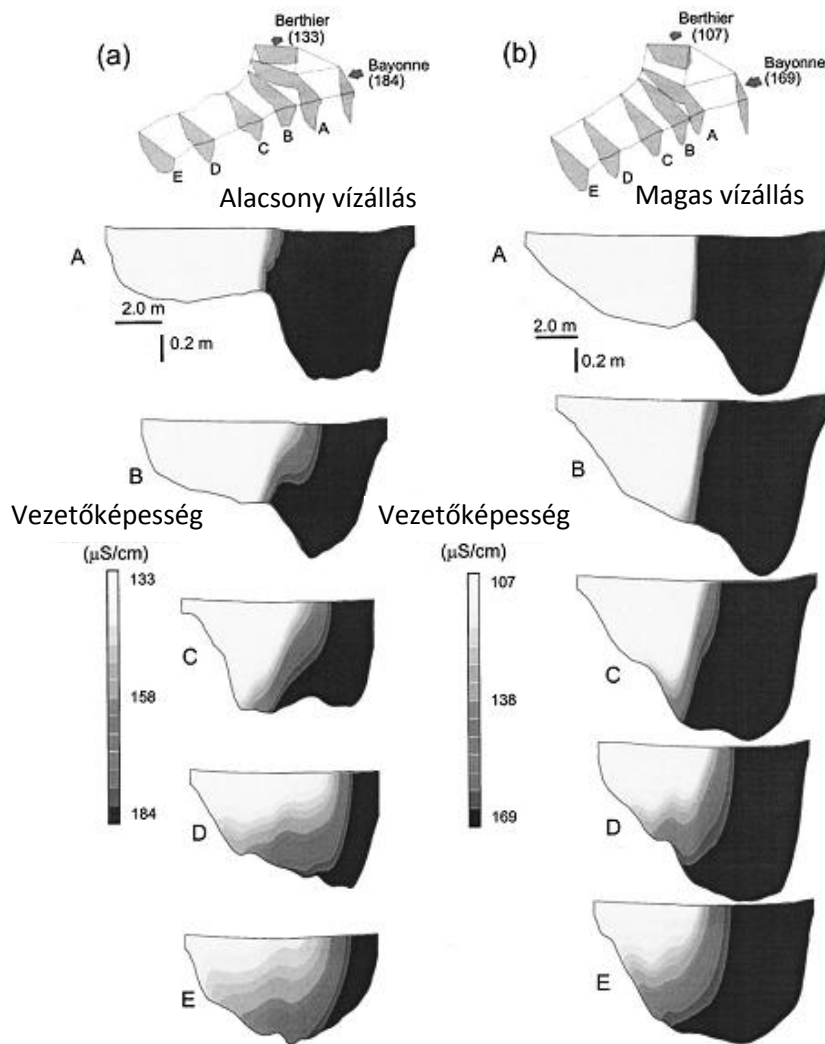 (a)
Berthier
(133)
Bayonne
(184)
A
B
C
D
E
Alacsony vízállás
A
2.0 m
0.2 m
B
Vezetőképesség
(µS/cm)
133
158
184
C
D
E
(b)
Berthier
(107)
Bayonne
(169)
A
B
C
D
E
Magas vízállás
A
2.0 m
0.2 m
B
Vezetőképesség
(µS/cm)
107
138
169
C
D
E